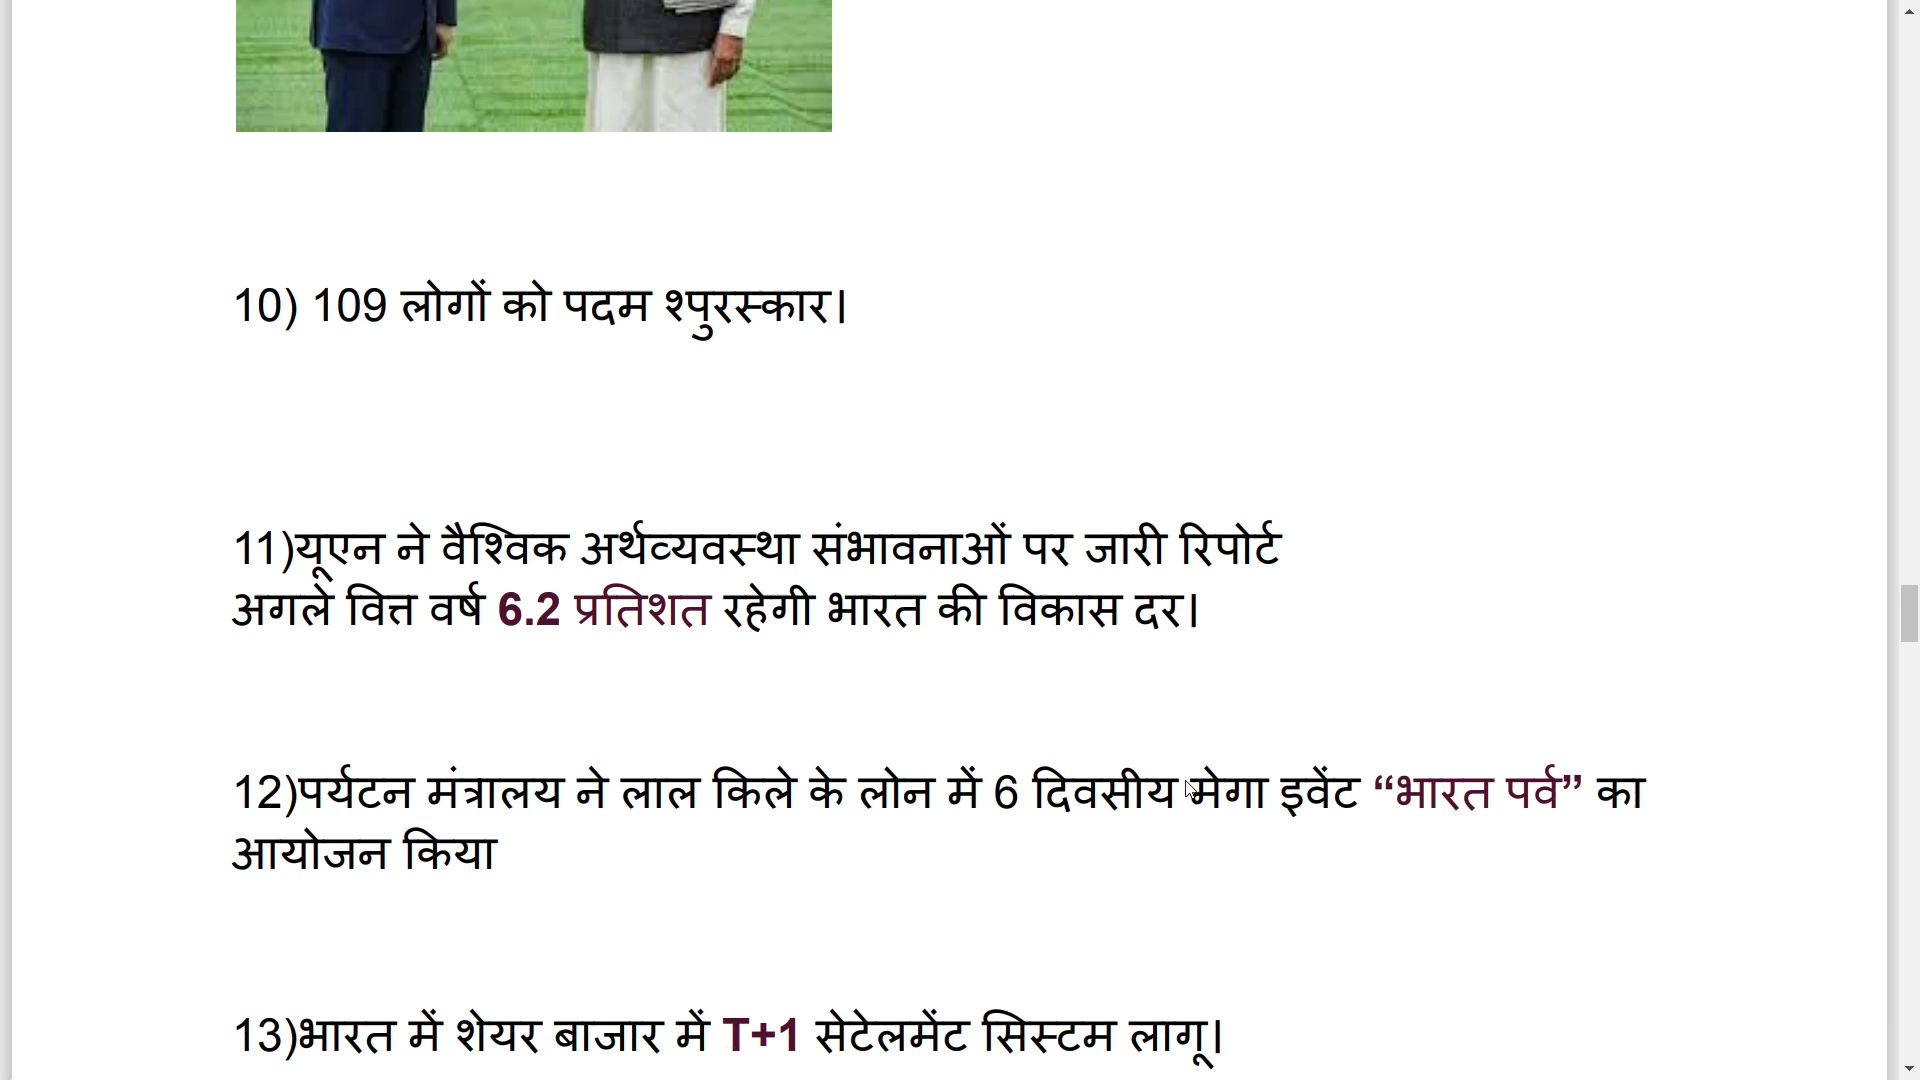 10) 109 लोगों को पदम श्पुरस्कार।
11)यूएन ने वैश्विक अर्थव्यवस्था संभावनाओं पर जारी रिपोर्ट
अगले वित्त वर्ष 6.2 प्रतिशत रहेगी भारत की विकास दर।
12)पर्यटन मंत्रालय ने लाल किले के लोन में 6 दिवसीय मेगा इवेंट “भारत पर्व” का
आयोजन किया
13)भारत में शेयर बाजार में T+1 सेटेलमेंट सिस्टम लागू।